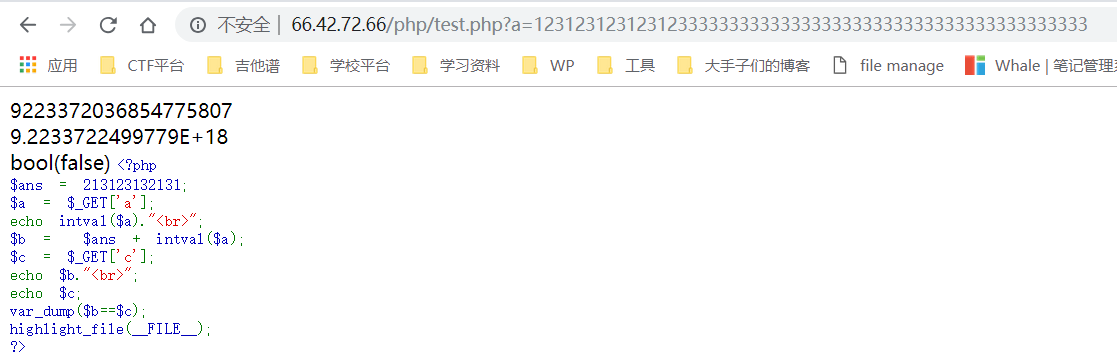 不安全 | 66.42.72.66/php/test.php?a=12312312312312333333333333333333333333333333333333333
应用 CTF平台 吉他谱 学校平台 学习资料 WP 工具 大手子们的博客 file manage Whale | 笔记管理
9223372036854775807
9.2233722499779E+18
bool(false) <?php
$ans = 213123132131;
$a = $_GET['a'];
echo intval($a)."<br>";
$b = $ans + intval($a);
$c = $_GET['c'];
echo $b."<br>";
echo $c;
var_dump($b==$c);
highlight_file(__FILE__);
?>